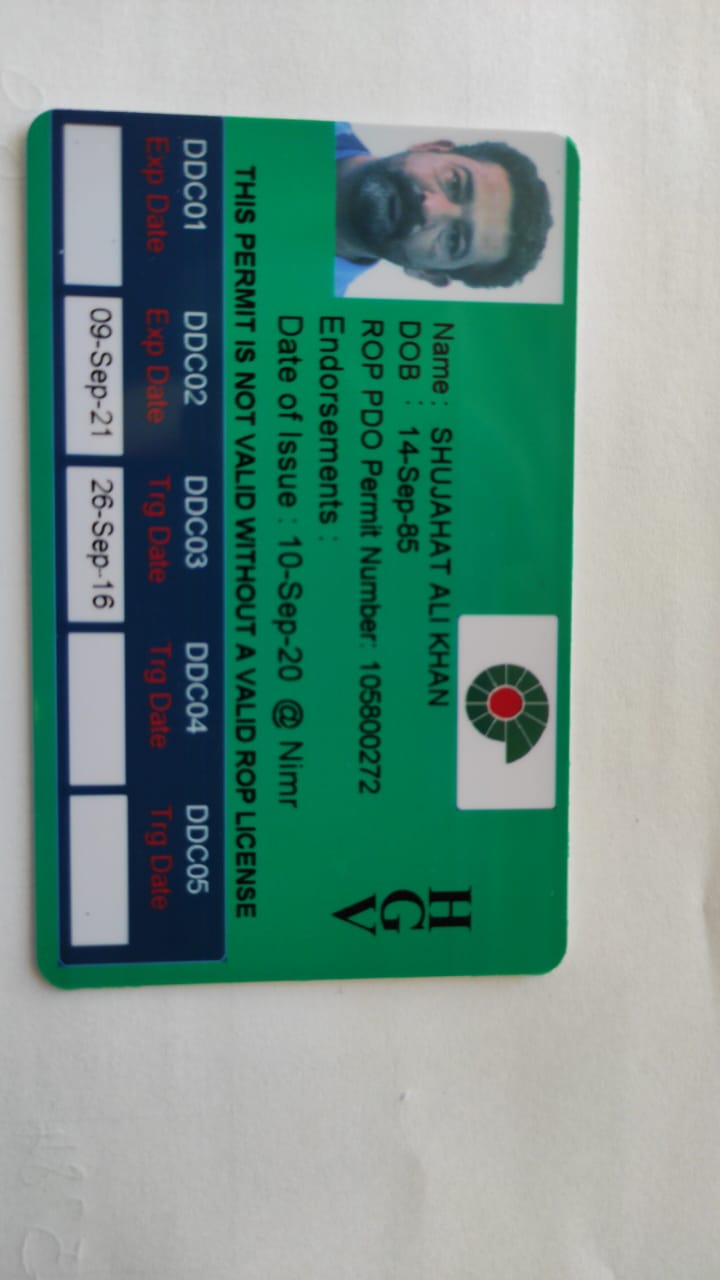 Name : SHUJAHAT ALI KHAN
DOB : 14-Sep-85
ROP PDO Permit Number: 105800272
Endorsements :
Date of Issue : 10-Sep-20 @ Nimr
HGV
THIS PERMIT IS NOT VALID WITHOUT A VALID ROP LICENSE
DDC01 DDC02 DDC03 DDC04 DDC05
Exp Date Exp Date Trg Date Trg Date Trg Date
09-Sep-21 26-Sep-16